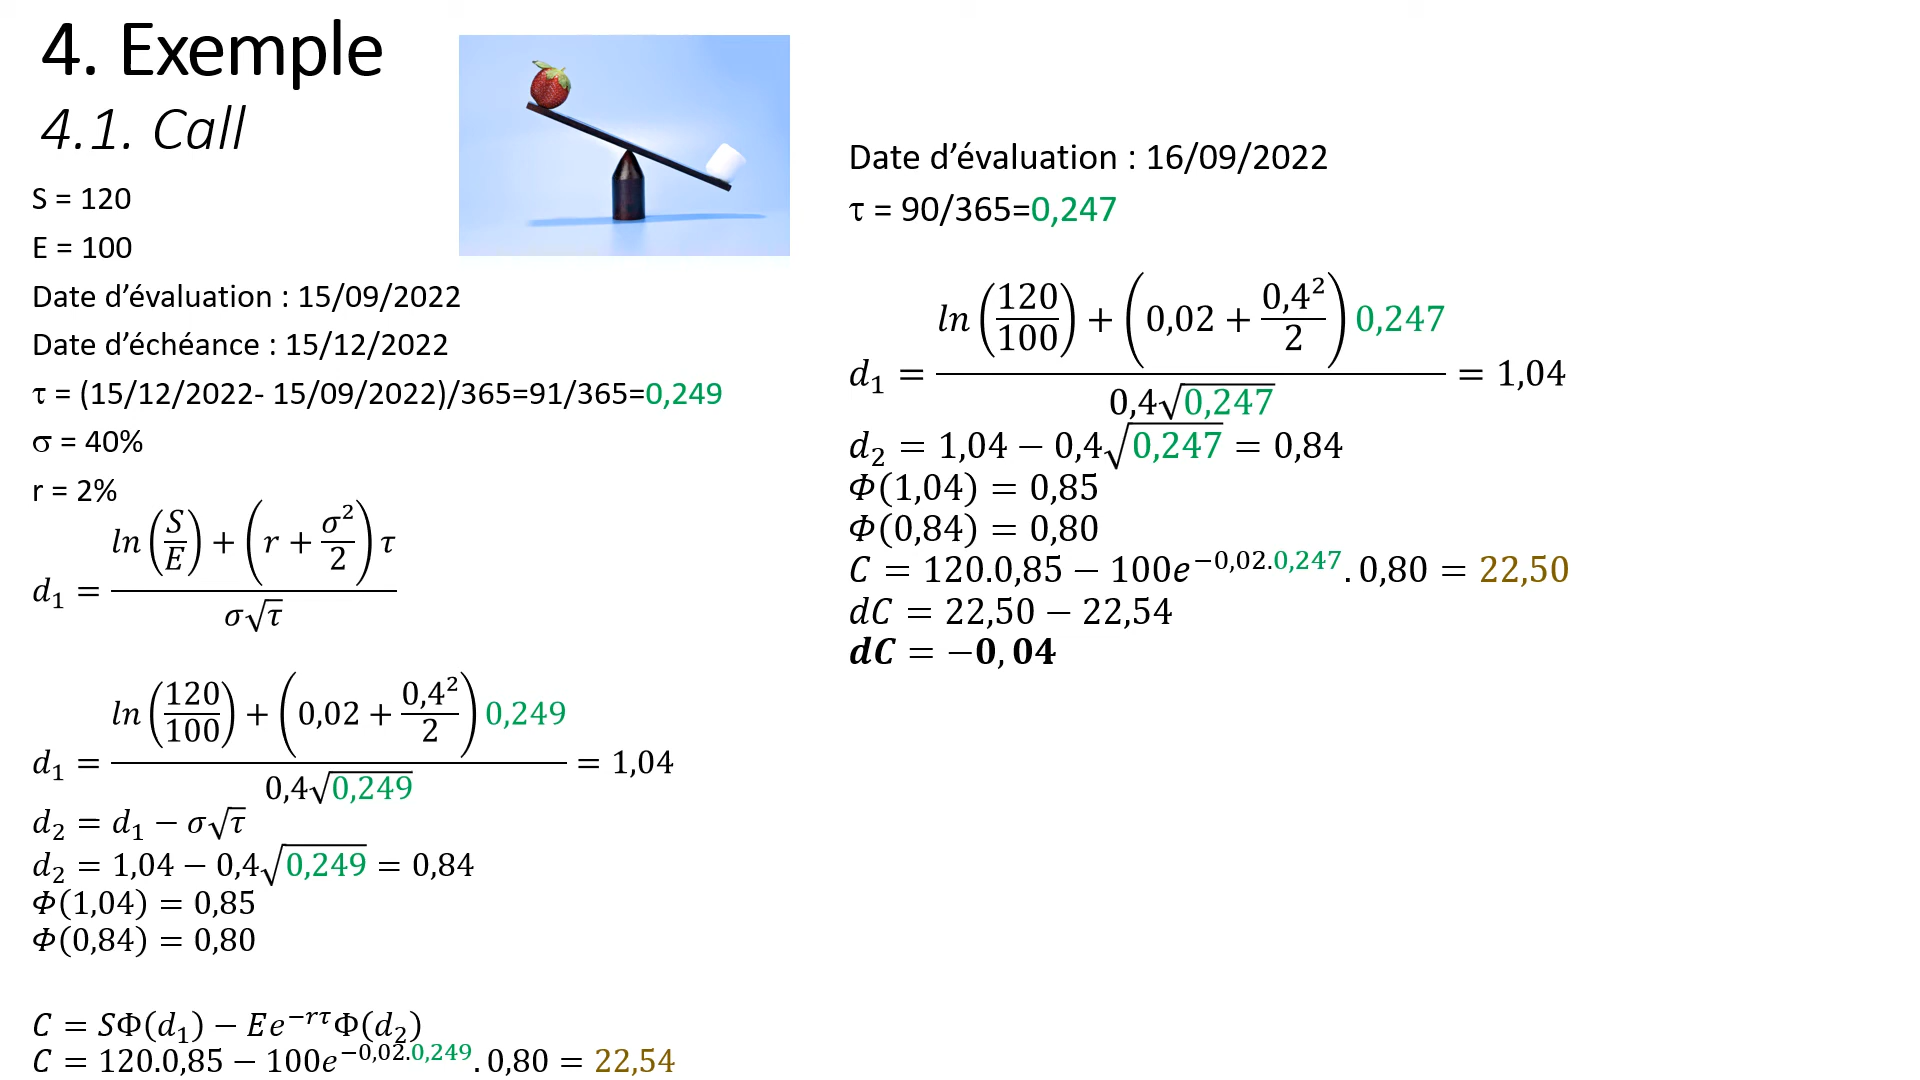 4. Exemple
4.1. Call
S = 120
E = 100
Date d’évaluation : 15/09/2022
Date d’échéance : 15/12/2022
τ = (15/12/2022- 15/09/2022)/365=91/365=0,249
σ = 40%
r = 2%
d₁ = (ln(S/E) + (r + σ²/2)τ) / (σ√τ)
d₁ = (ln(120/100) + (0,02 + 0,4²/2)0,249) / (0,4√0,249) = 1,04
d₂ = d₁ − σ√τ
d₂ = 1,04 − 0,4√0,249 = 0,84
Φ(1,04) = 0,85
Φ(0,84) = 0,80
C = SΦ(d₁) − Ee^(−rτ)Φ(d₂)
C = 120.0,85 − 100e^(−0,02.0,249).0,80 = 22,54
Date d’évaluation : 16/09/2022
τ = 90/365=0,247
d₁ = (ln(120/100) + (0,02 + 0,4²/2)0,247) / (0,4√0,247) = 1,04
d₂ = 1,04 − 0,4√0,247 = 0,84
Φ(1,04) = 0,85
Φ(0,84) = 0,80
C = 120.0,85 − 100e^(−0,02.0,247).0,80 = 22,50
dC = 22,50 − 22,54
dC = −0,04